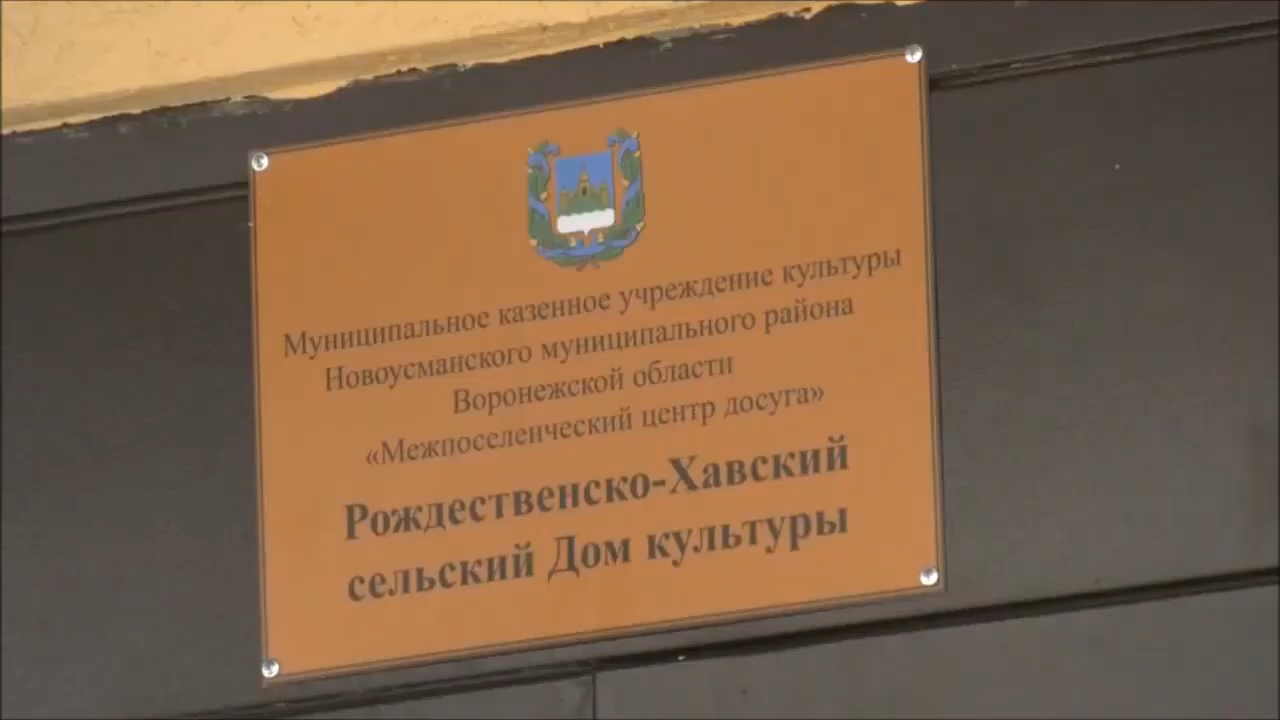 Муниципальное казенное учреждение культуры
Новоусманского муниципального района
Воронежской области
«Межпоселенческий центр досуга»
Рождественско-Хавский
сельский Дом культуры